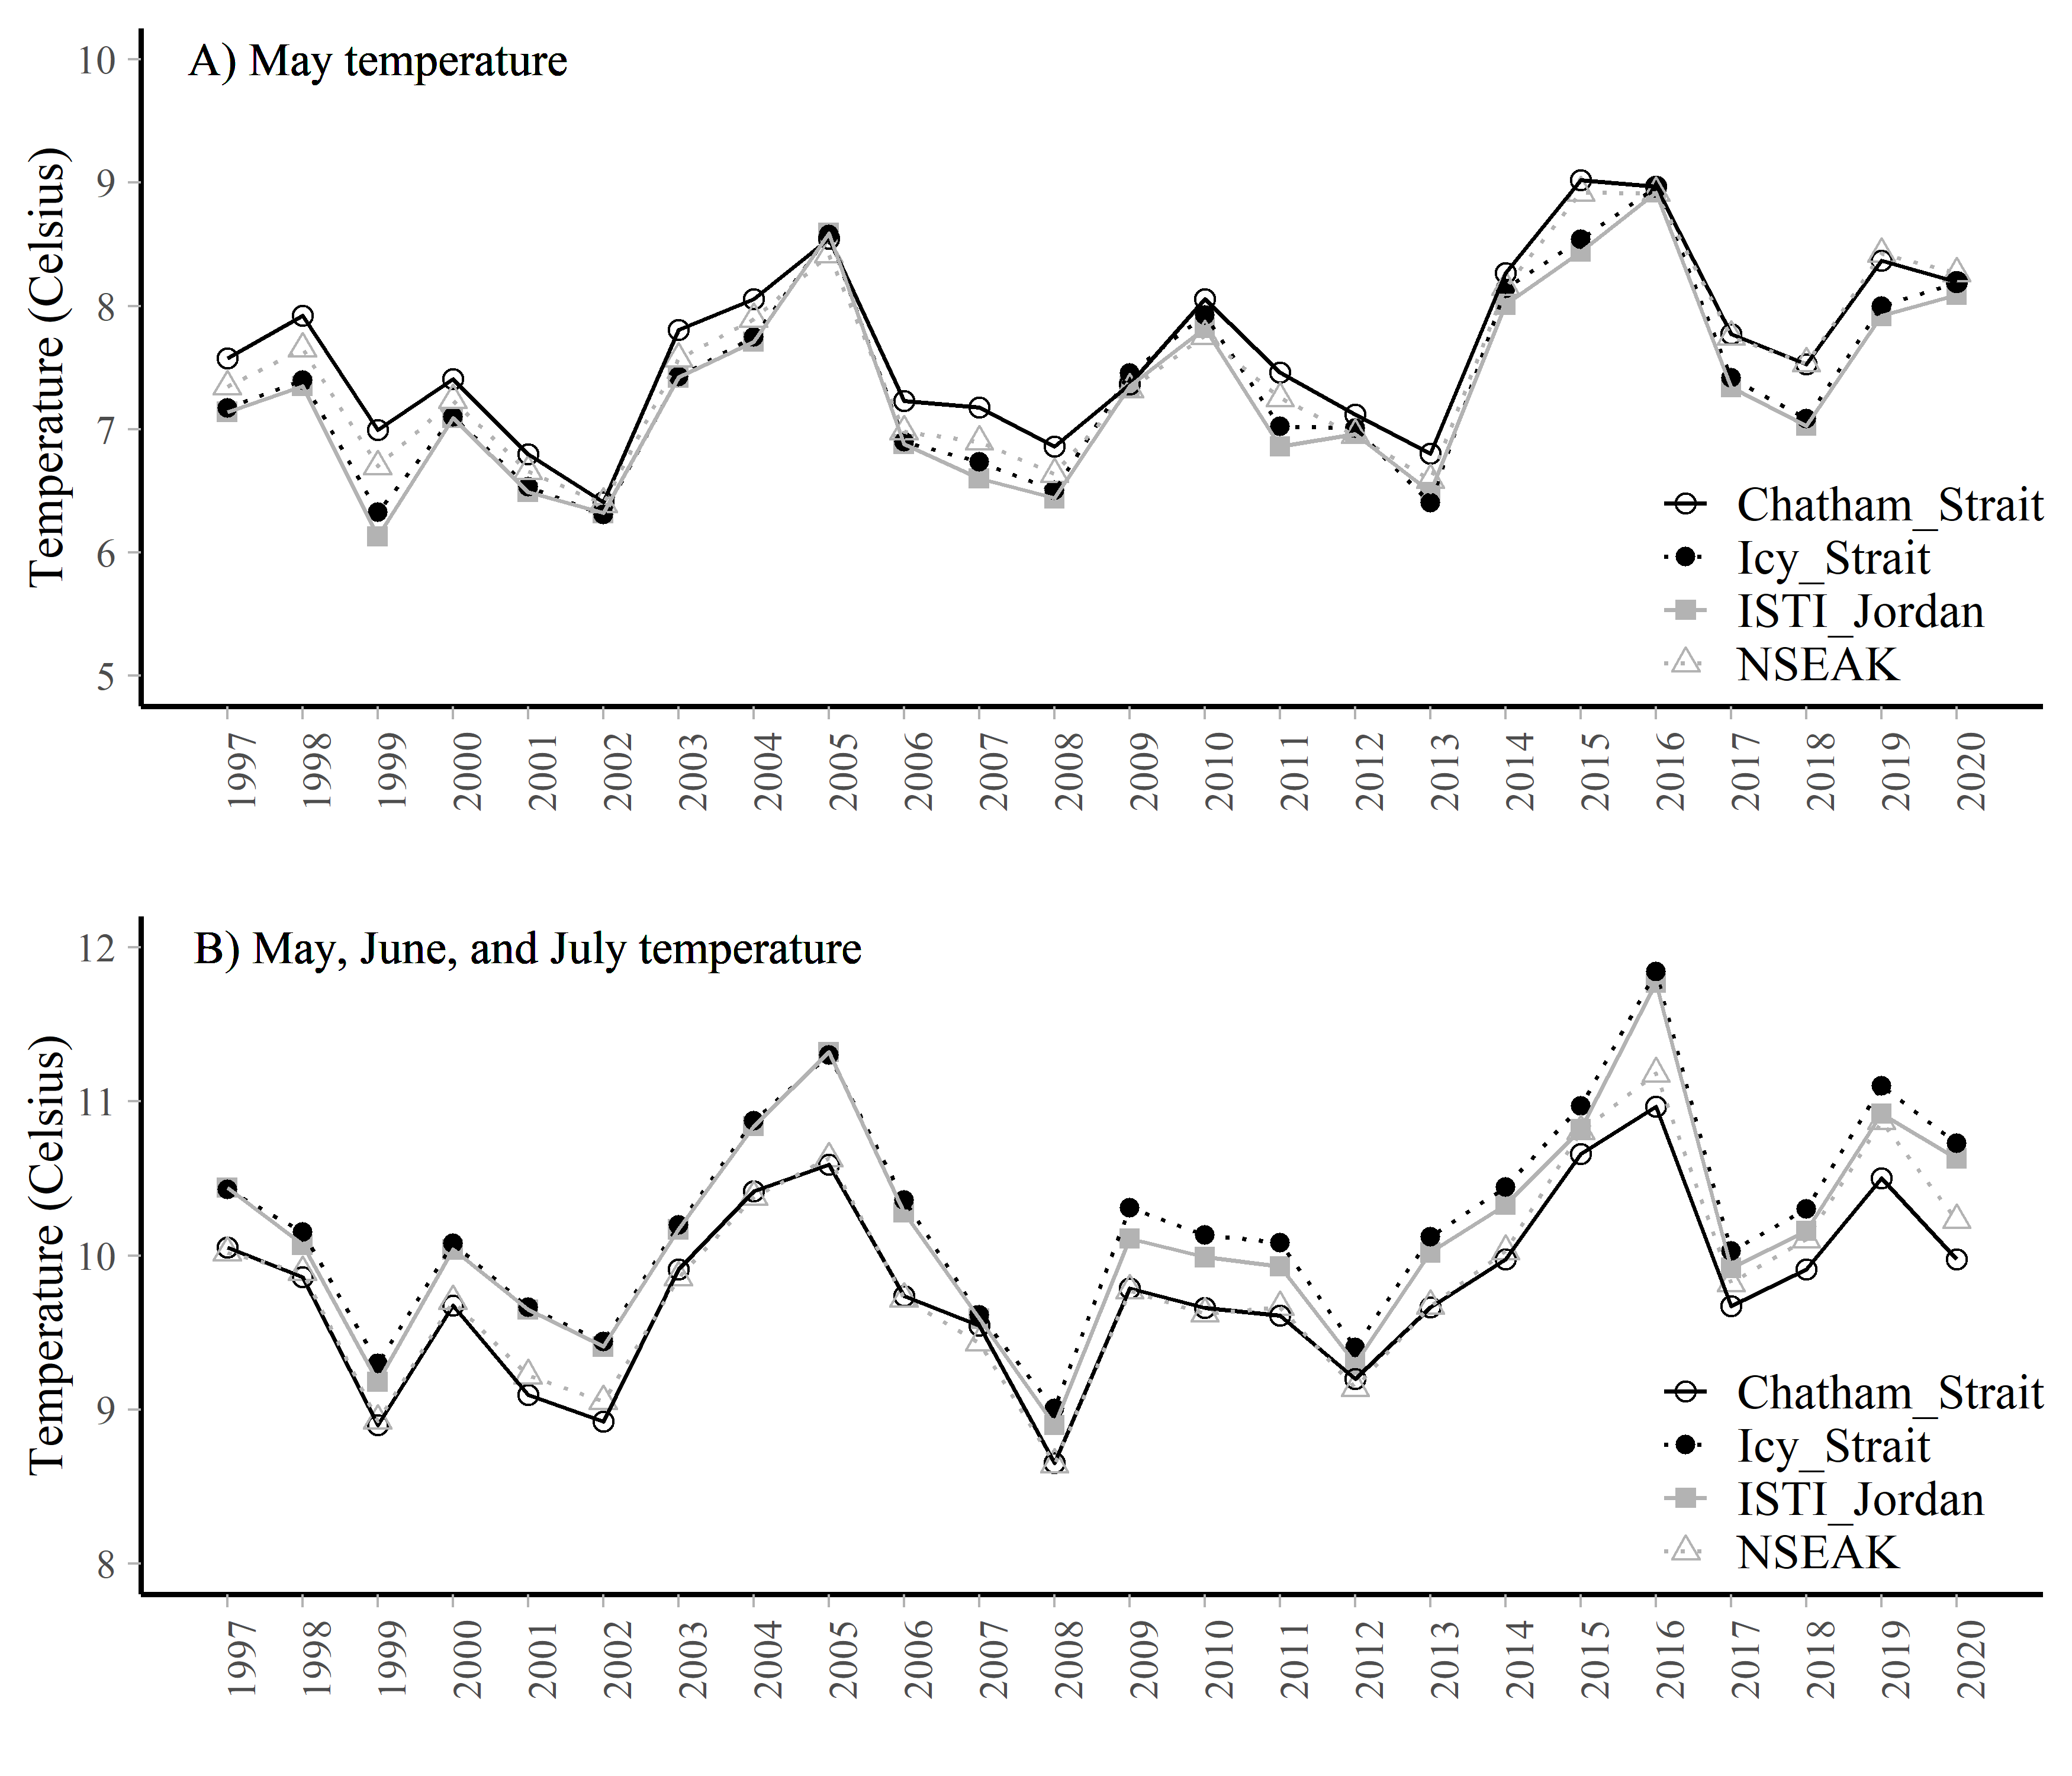 A) May temperature
Temperature (Celsius)
10
9
8
7
6
5
Chatham_Strait
Icy_Strait
ISTI_Jordan
NSEAK
1997 1998 1999 2000 2001 2002 2003 2004 2005 2006 2007 2008 2009 2010 2011 2012 2013 2014 2015 2016 2017 2018 2019 2020
B) May, June, and July temperature
Temperature (Celsius)
12
11
10
9
8
Chatham_Strait
Icy_Strait
ISTI_Jordan
NSEAK
1997 1998 1999 2000 2001 2002 2003 2004 2005 2006 2007 2008 2009 2010 2011 2012 2013 2014 2015 2016 2017 2018 2019 2020